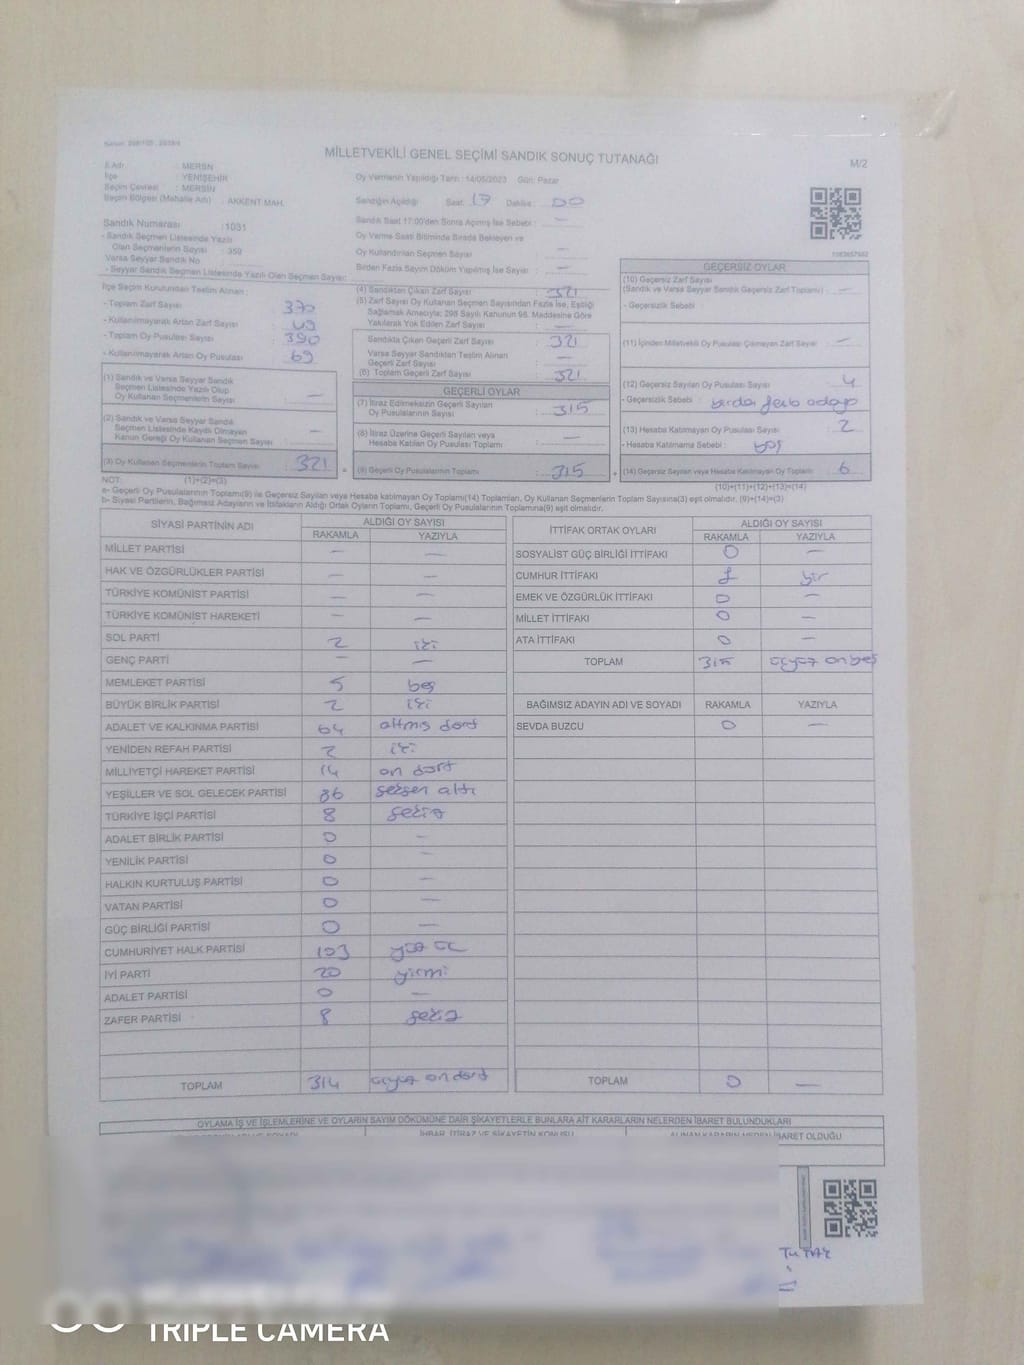 MİLLETVEKİLİ GENEL SEÇİMİ SANDIK SONUÇ TUTANAĞI
M/2
İl Adı : MERSİN
İlçe : YENİŞEHİR
Seçim Çevresi : MERSİN
Seçim Bölgesi (Mahalle Adı) : AKKENT MAH.
Oy Vermenin Yapıldığı Tarih : 14/05/2023 Gün: Pazar
Sandığın Açıldığı Saat: 17 Dakika: 00
Sandık Saat 17:00'den Sonra Açılmış İse Sebebi : —
Oy Verme Saati Bitiminde Sırada Bekleyen ve
Oy Kullandırılan Seçmen Sayısı : —
Birden Fazla Sayım Döküm Yapılmış İse Sayısı : —
Sandık Numarası : 1031
- Sandık Seçmen Listesinde Yazılı
Olan Seçmenlerin Sayısı : 359
Varsa Seyyar Sandık No
- Seyyar Sandık Seçmen Listesinde Yazılı Olan Seçmen Sayısı:
İlçe Seçim Kurulundan Teslim Alınan :
- Toplam Zarf Sayısı : 370
- Kullanılmayarak Artan Zarf Sayısı : 49
- Toplam Oy Pusulası Sayısı : 390
- Kullanılmayarak Artan Oy Pusulası : 69
(1) Sandık ve Varsa Seyyar Sandık
Seçmen Listesinde Yazılı Olup
Oy Kullanan Seçmenlerin Sayısı : —
(2) Sandık ve Varsa Seyyar Sandık
Seçmen Listesinde Kaydı Olmayan
Kanun Gereği Oy Kullanan Seçmen Sayısı : —
(3) Oy Kullanan Seçmenlerin Toplam Sayısı : 321
(4) Sandıktan Çıkan Zarf Sayısı : 321
(5) Zarf Sayısı Oy Kullanan Seçmen Sayısından Fazla İse, Eşitliği
Sağlamak Amacıyla; 298 Sayılı Kanunun 98. Maddesine Göre
Yakılarak Yok Edilen Zarf Sayısı : —
Sandıkta Çıkan Geçerli Zarf Sayısı : 321
Varsa Seyyar Sandıktan Teslim Alınan
Geçerli Zarf Sayısı : —
(6) Toplam Geçerli Zarf Sayısı : 321
GEÇERLİ OYLAR
(7) İtiraz Edilmeksizin Geçerli Sayılan
Oy Pusulalarının Sayısı : 315
(8) İtiraz Üzerine Geçerli Sayılan veya
Hesaba Katılan Oy Pusulası Toplamı : —
(9) Geçerli Oy Pusulalarının Toplamı : 315
GEÇERSİZ OYLAR
(10) Geçersiz Zarf Sayısı
(Sandık ve Varsa Seyyar Sandık Geçersiz Zarf Toplamı) : —
- Geçersizlik Sebebi :
(11) İçinden Milletvekili Oy Pusulası Çıkmayan Zarf Sayısı : —
(12) Geçersiz Sayılan Oy Pusulası Sayısı : 4
- Geçersizlik Sebebi :
(13) Hesaba Katılmayan Oy Pusulası Sayısı : 2
- Hesaba Katılmama Sebebi : boş
(14) Geçersiz Sayılan veya Hesaba Katılmayan Oy Toplamı : 6
NOT: (1)+(2)=(3)
(10)+(11)+(12)+(13)=(14)
a- Geçerli Oy Pusulalarının Toplamı(9) ile Geçersiz Sayılan veya Hesaba katılmayan Oy Toplamı(14) Toplamları, Oy Kullanan Seçmenlerin Toplam Sayısına(3) eşit olmalıdır. (9)+(14)=(3)
b- Siyasi Partilerin, Bağımsız Adayların ve İttifakların Aldığı Ortak Oyların Toplamı, Geçerli Oy Pusulalarının Toplamına(9) eşit olmalıdır.
SİYASİ PARTİNİN ADI ALDIĞI OY SAYISI
RAKAMLA YAZIYLA
MİLLET PARTİSİ — —
HAK VE ÖZGÜRLÜKLER PARTİSİ — —
TÜRKİYE KOMÜNİST PARTİSİ — —
TÜRKİYE KOMÜNİST HAREKETİ — —
SOL PARTİ 2 iki
GENÇ PARTİ — —
MEMLEKET PARTİSİ 5 beş
BÜYÜK BİRLİK PARTİSİ 2 iki
ADALET VE KALKINMA PARTİSİ 64 altmış dört
YENİDEN REFAH PARTİSİ 2 iki
MİLLİYETÇİ HAREKET PARTİSİ 14 on dört
YEŞİLLER VE SOL GELECEK PARTİSİ 86 seksen altı
TÜRKİYE İŞÇİ PARTİSİ 8 sekiz
ADALET BİRLİK PARTİSİ 0 —
YENİLİK PARTİSİ 0 —
HALKIN KURTULUŞ PARTİSİ 0 —
VATAN PARTİSİ 0 —
GÜÇ BİRLİĞİ PARTİSİ 0 —
CUMHURİYET HALK PARTİSİ 103 yüz üç
İYİ PARTİ 20 yirmi
ADALET PARTİSİ 0 —
ZAFER PARTİSİ 8 sekiz
TOPLAM 314 üçyüz on dört
İTTİFAK ORTAK OYLARI ALDIĞI OY SAYISI
RAKAMLA YAZIYLA
SOSYALİST GÜÇ BİRLİĞİ İTTİFAKI 0 —
CUMHUR İTTİFAKI 1 bir
EMEK VE ÖZGÜRLÜK İTTİFAKI 0 —
MİLLET İTTİFAKI 0 —
ATA İTTİFAKI 0 —
TOPLAM 315 üçyüz on beş
BAĞIMSIZ ADAYIN ADI VE SOYADI RAKAMLA YAZIYLA
SEVDA BUZCU 0 —
TOPLAM 0 —
OYLAMA İŞ VE İŞLEMLERİNE VE OYLARIN SAYIM DÖKÜMÜNE DAİR ŞİKAYETLERLE BUNLARA AİT KARARLARIN NELERDEN İBARET BULUNDUKLARI
İHBAR, İTİRAZ VE ŞİKAYETİN KONUSU
ALINAN KARARIN NEDEN İBARET OLDUĞU
TRIPLE CAMERA